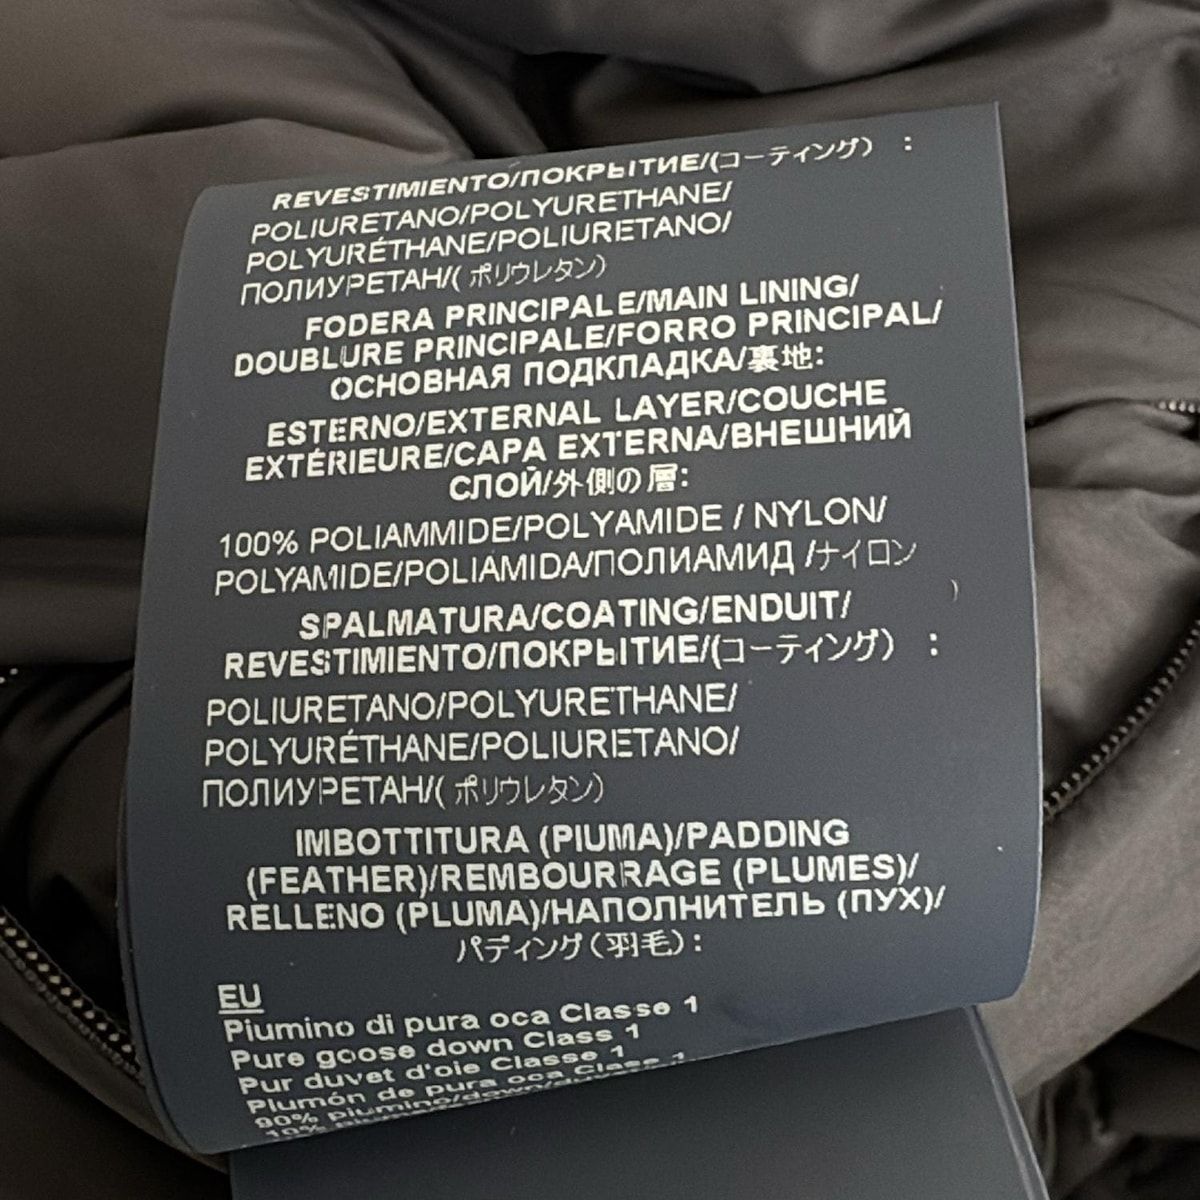 REVESTIMIENTO/ПОКРЫТИЕ/(コーティング) :
POLIURETANO/POLYURETHANE/
POLYURÉTHANE/POLIURETANO/
ПОЛИУРЕТАН/( ポリウレタン)
FODERA PRINCIPALE/MAIN LINING/
DOUBLURE PRINCIPALE/FORRO PRINCIPAL/
ОСНОВНАЯ ПОДКЛАДКА/裏地:
ESTERNO/EXTERNAL LAYER/COUCHE
EXTÉRIEURE/CAPA EXTERNA/ВНЕШНИЙ
СЛОЙ/外側の層:
100% POLIAMMIDE/POLYAMIDE / NYLON/
POLYAMIDE/POLIAMIDA/ПОЛИАМИД /ナイロン
SPALMATURA/COATING/ENDUIT/
REVESTIMIENTO/ПОКРЫТИЕ/(コーティング) :
POLIURETANO/POLYURETHANE/
POLYURÉTHANE/POLIURETANO/
ПОЛИУРЕТАН/( ポリウレタン)
IMBOTTITURA (PIUMA)/PADDING
(FEATHER)/REMBOURRAGE (PLUMES)/
RELLENO (PLUMA)/НАПОЛНИТЕЛЬ (ПУХ)/
パディング(羽毛):
EU
Piumino di pura oca Classe 1
Pure goose down Class 1
Pur duvet d'oie Classe 1
Plumón de pura oca Classe 1
90% piumino/down/
10%